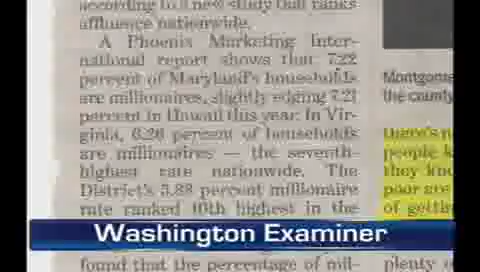 according to a new study that ranks
affluence nationwide.
A Phoenix Marketing Inter-
national report shows that 7.22
percent of Maryland's households
are millionaires, slightly edging 7.21
percent in Hawaii this year. In Vir-
ginia, 6.26 percent of households
are millionaires — the seventh-
highest rate nationwide. The
District's 5.88 percent millionaire
rate ranked 10th highest in the
found that the percentage of mil-
Montgome
the county
there's n
people k
they kno
poor are
of gettin
plenty o
Washington Examiner